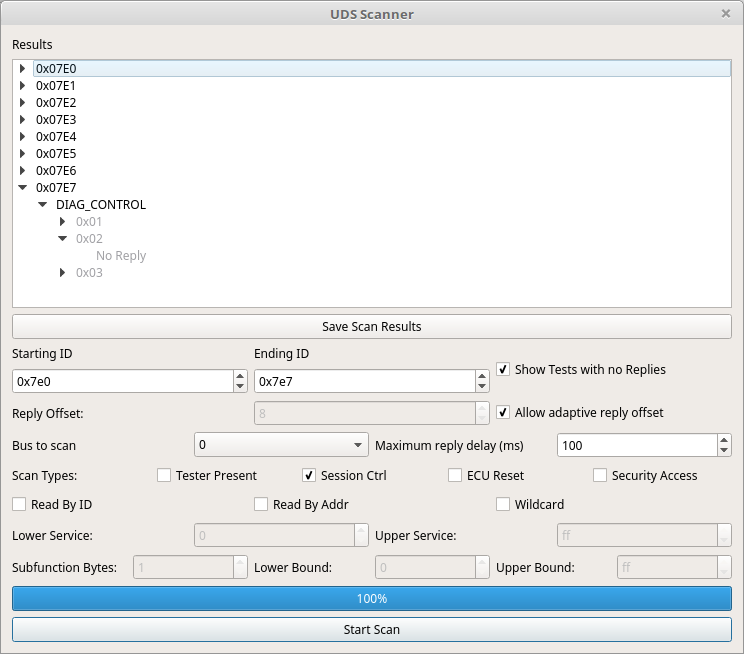 UDS Scanner
Results
0x07E0
0x07E1
0x07E2
0x07E3
0x07E4
0x07E5
0x07E6
0x07E7
DIAG_CONTROL
0x01
0x02
No Reply
0x03
Save Scan Results
Starting ID Ending ID
0x7e0 0x7e7 Show Tests with no Replies
Reply Offset: 8 Allow adaptive reply offset
Bus to scan 0 Maximum reply delay (ms) 100
Scan Types: Tester Present Session Ctrl ECU Reset Security Access
Read By ID Read By Addr Wildcard
Lower Service: 0 Upper Service: ff
Subfunction Bytes: 1 Lower Bound: 0 Upper Bound: ff
100%
Start Scan